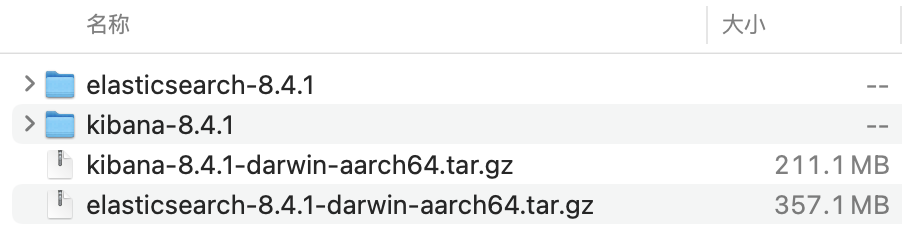 名称 大小
elasticsearch-8.4.1 --
kibana-8.4.1 --
kibana-8.4.1-darwin-aarch64.tar.gz 211.1 MB
elasticsearch-8.4.1-darwin-aarch64.tar.gz 357.1 MB